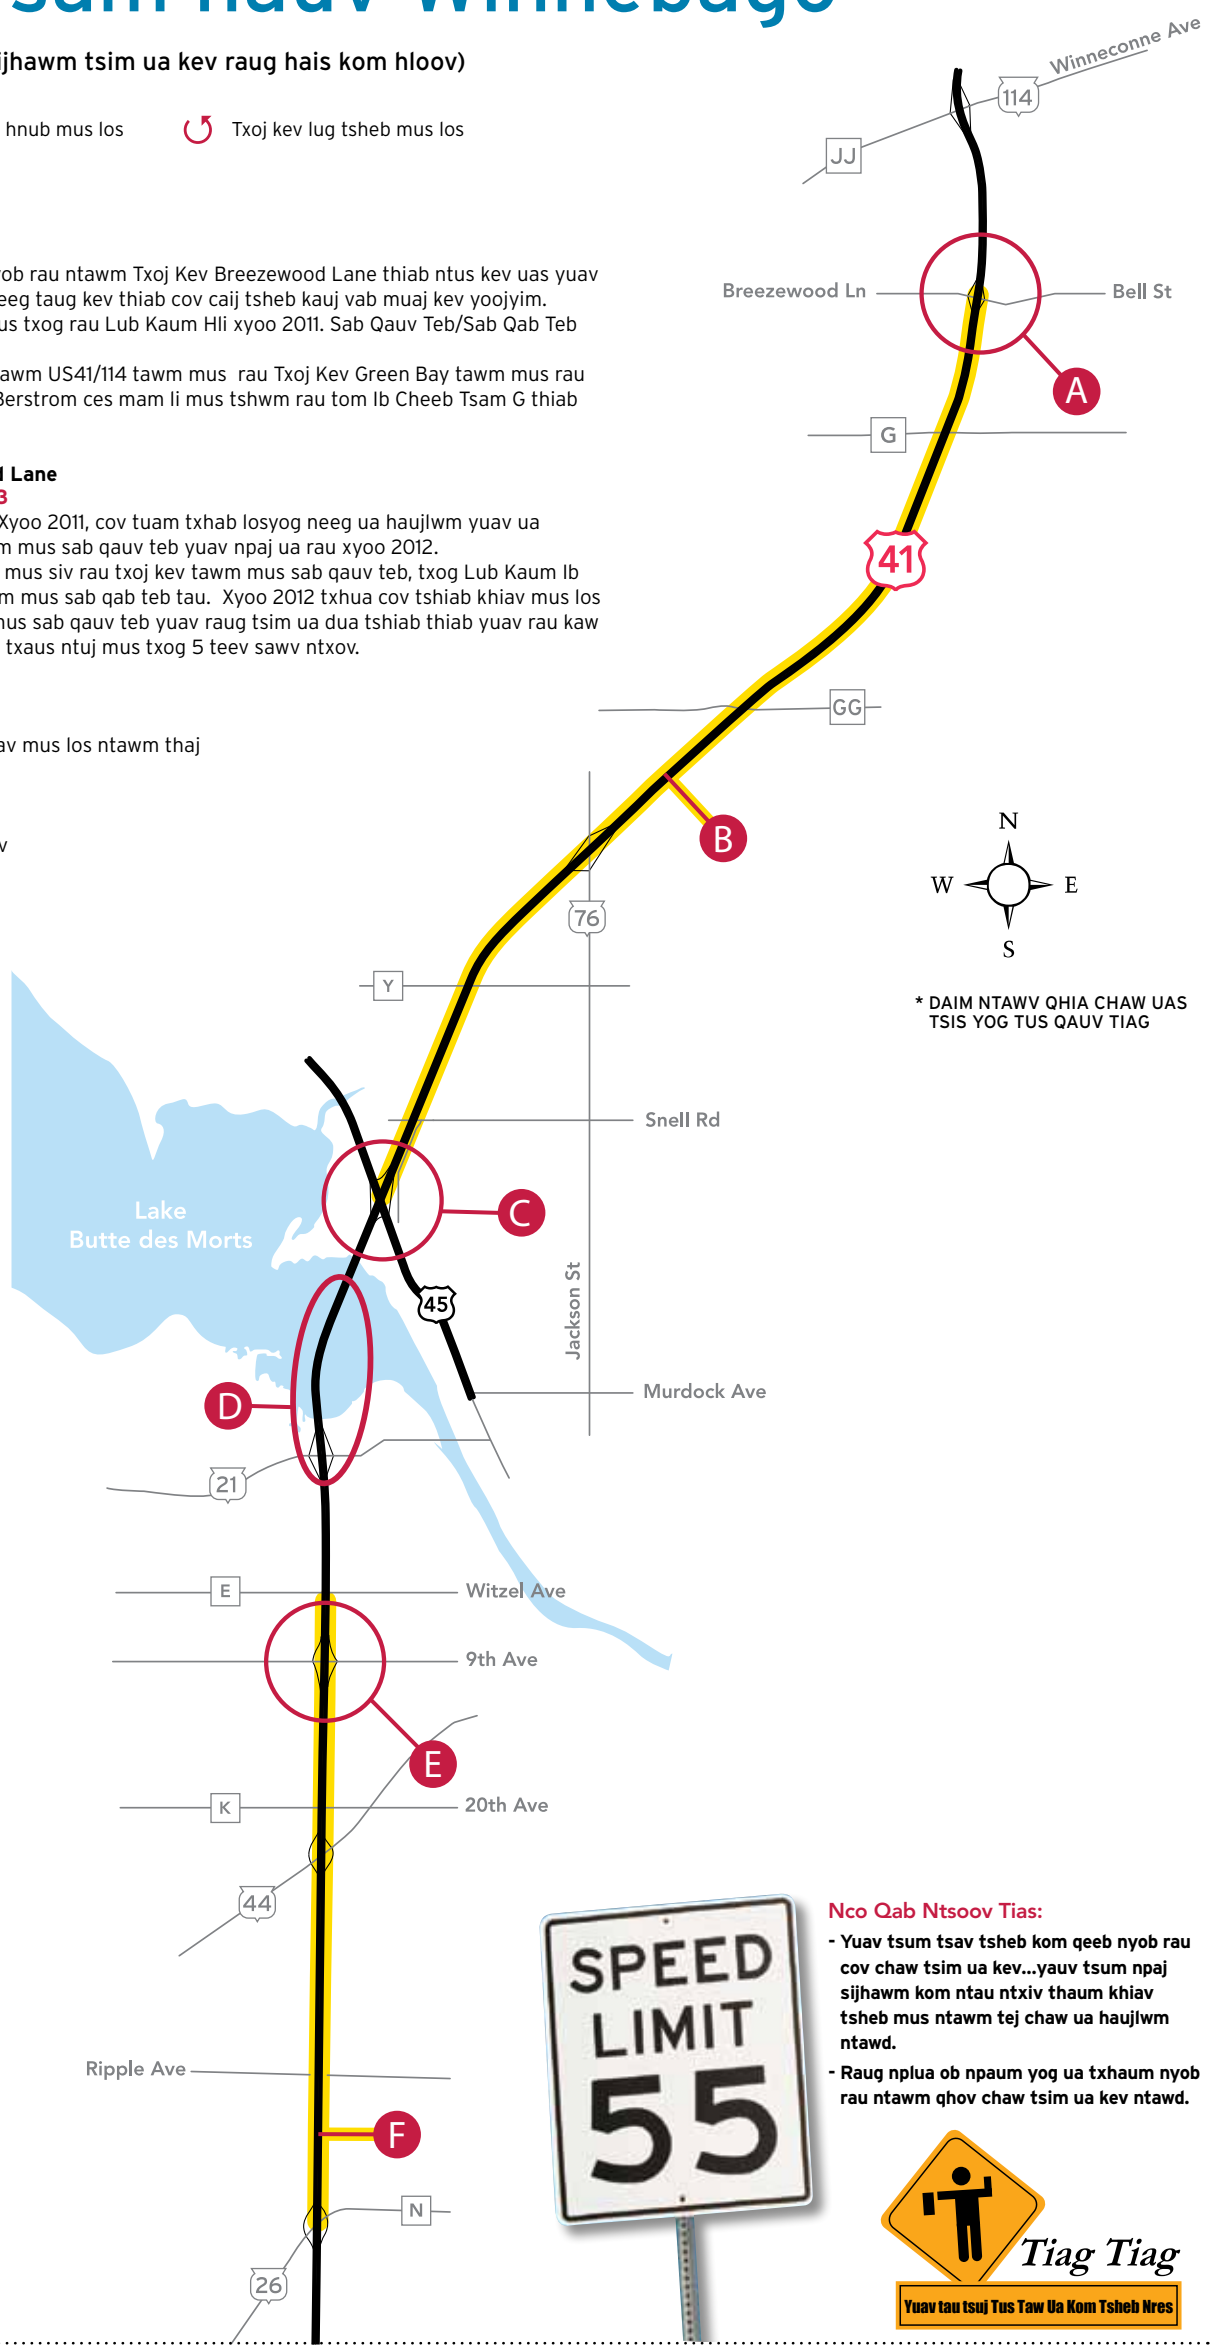 ijhawm tsim ua kev raug hais kom hloov)
hnub mus los
Txoj kev lug tsheb mus los
rau ntawm Txoj Kev Breezewood Lane thiab ntus kev uas yuav
taug kev thiab cov caij tsheb kauj vab muaj kev yoojyim.
txog rau Lub Kaum Hli xyoo 2011. Sab Qauv Teb/Sab Qab Teb
US41/114 tawm mus rau Txoj Kev Green Bay tawm mus rau
Berstrom ces mam li mus tshwm rau tom Ib Cheeb Tsam G thiab
Lane
3
Xyoo 2011, cov tuam txhab losyog neeg ua haujlwm yuav ua
mus sab qauv teb yuav npaj ua rau xyoo 2012.
mus siv rau txoj kev tawm mus sab qauv teb, txog Lub Kaum Ib
mus sab qab teb tau. Xyoo 2012 txhua cov tshiab khiav mus los
sab qauv teb yuav raug tsim ua dua tshiab thiab yuav rau kaw
txaus ntuj mus txog 5 teev sawv ntxov.
mus los ntawm thaj
Winneconne Ave
114
JJ
Breezewood Ln
Bell St
A
G
41
GG
B
76
N
W E
S
Y
* DAIM NTAWV QHIA CHAW UAS
TSIS YOG TUS QAUV TIAG
Snell Rd
Lake
Butte des Morts
C
Jackson St
45
Murdock Ave
D
21
E
Witzel Ave
9th Ave
E
K
20th Ave
44
Ripple Ave
F
N
26
SPEED
LIMIT
55
Nco Qab Ntsoov Tias:
- Yuav tsum tsav tsheb kom qeeb nyob rau
cov chaw tsim ua kev...yauv tsum npaj
sijhawm kom ntau ntxiv thaum khiav
tsheb mus ntawm tej chaw ua haujlwm
ntawd.
- Raug nplua ob npaum yog ua txhaum nyob
rau ntawm qhov chaw tsim ua kev ntawd.
Tiag Tiag
Yuav tau tsuj Tus Taw Ua Kom Tsheb Nres